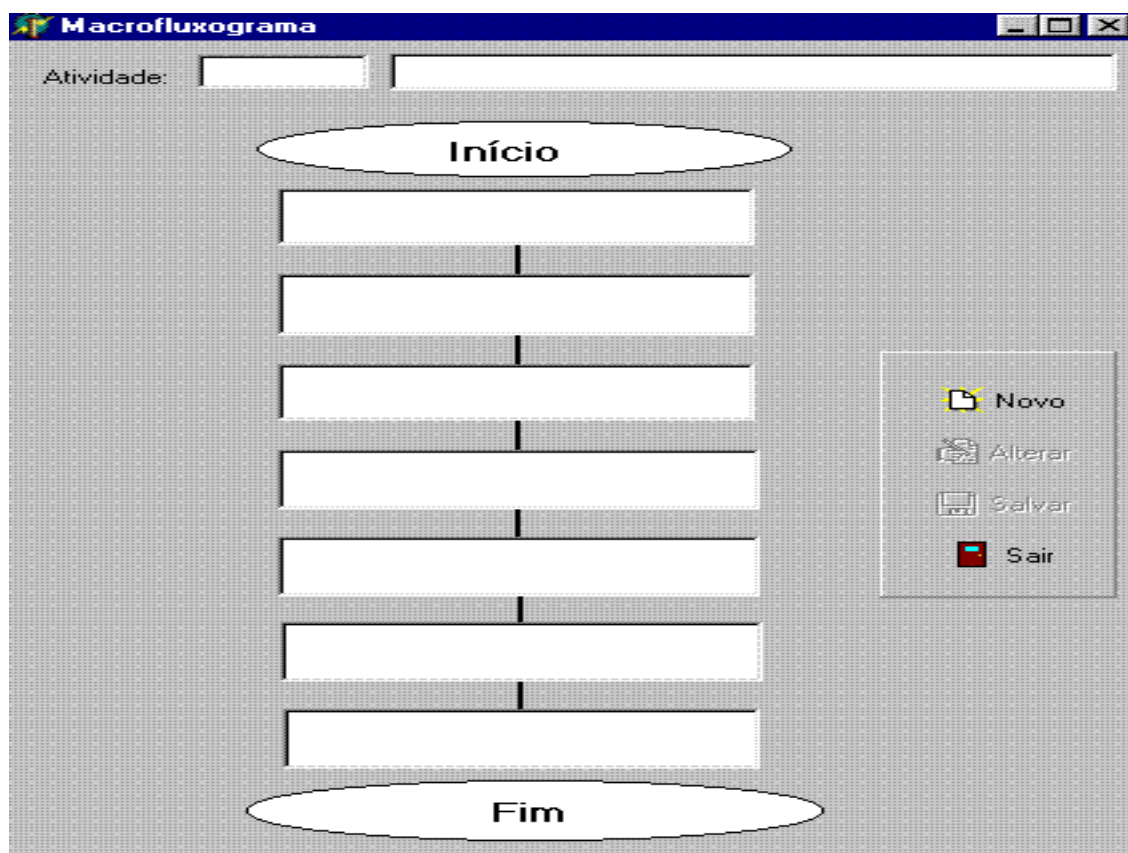 Macrofluxograma
Atividade:
Início
Novo
Alterar
Salvar
Sair
Fim